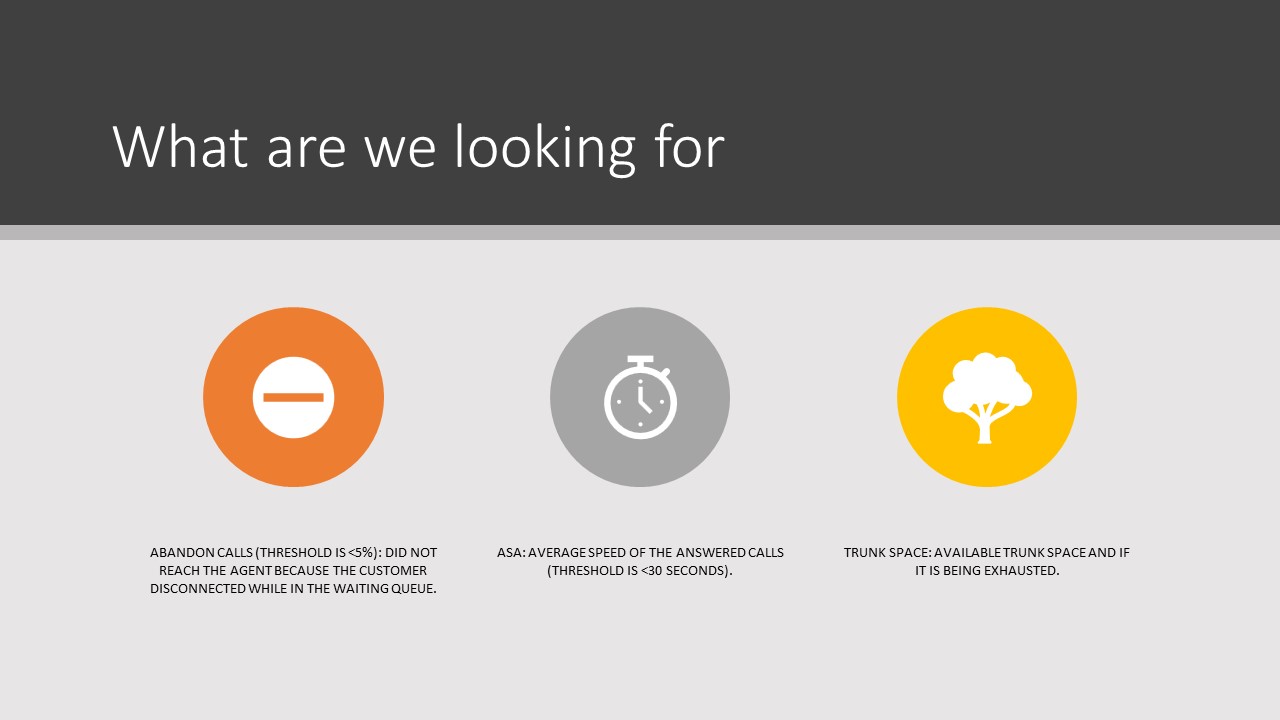 What are we looking for
ABANDON CALLS (THRESHOLD IS <5%): DID NOT
REACH THE AGENT BECAUSE THE CUSTOMER
DISCONNECTED WHILE IN THE WAITING QUEUE.
ASA: AVERAGE SPEED OF THE ANSWERED CALLS
(THRESHOLD IS <30 SECONDS).
TRUNK SPACE: AVAILABLE TRUNK SPACE AND IF
IT IS BEING EXHAUSTED.